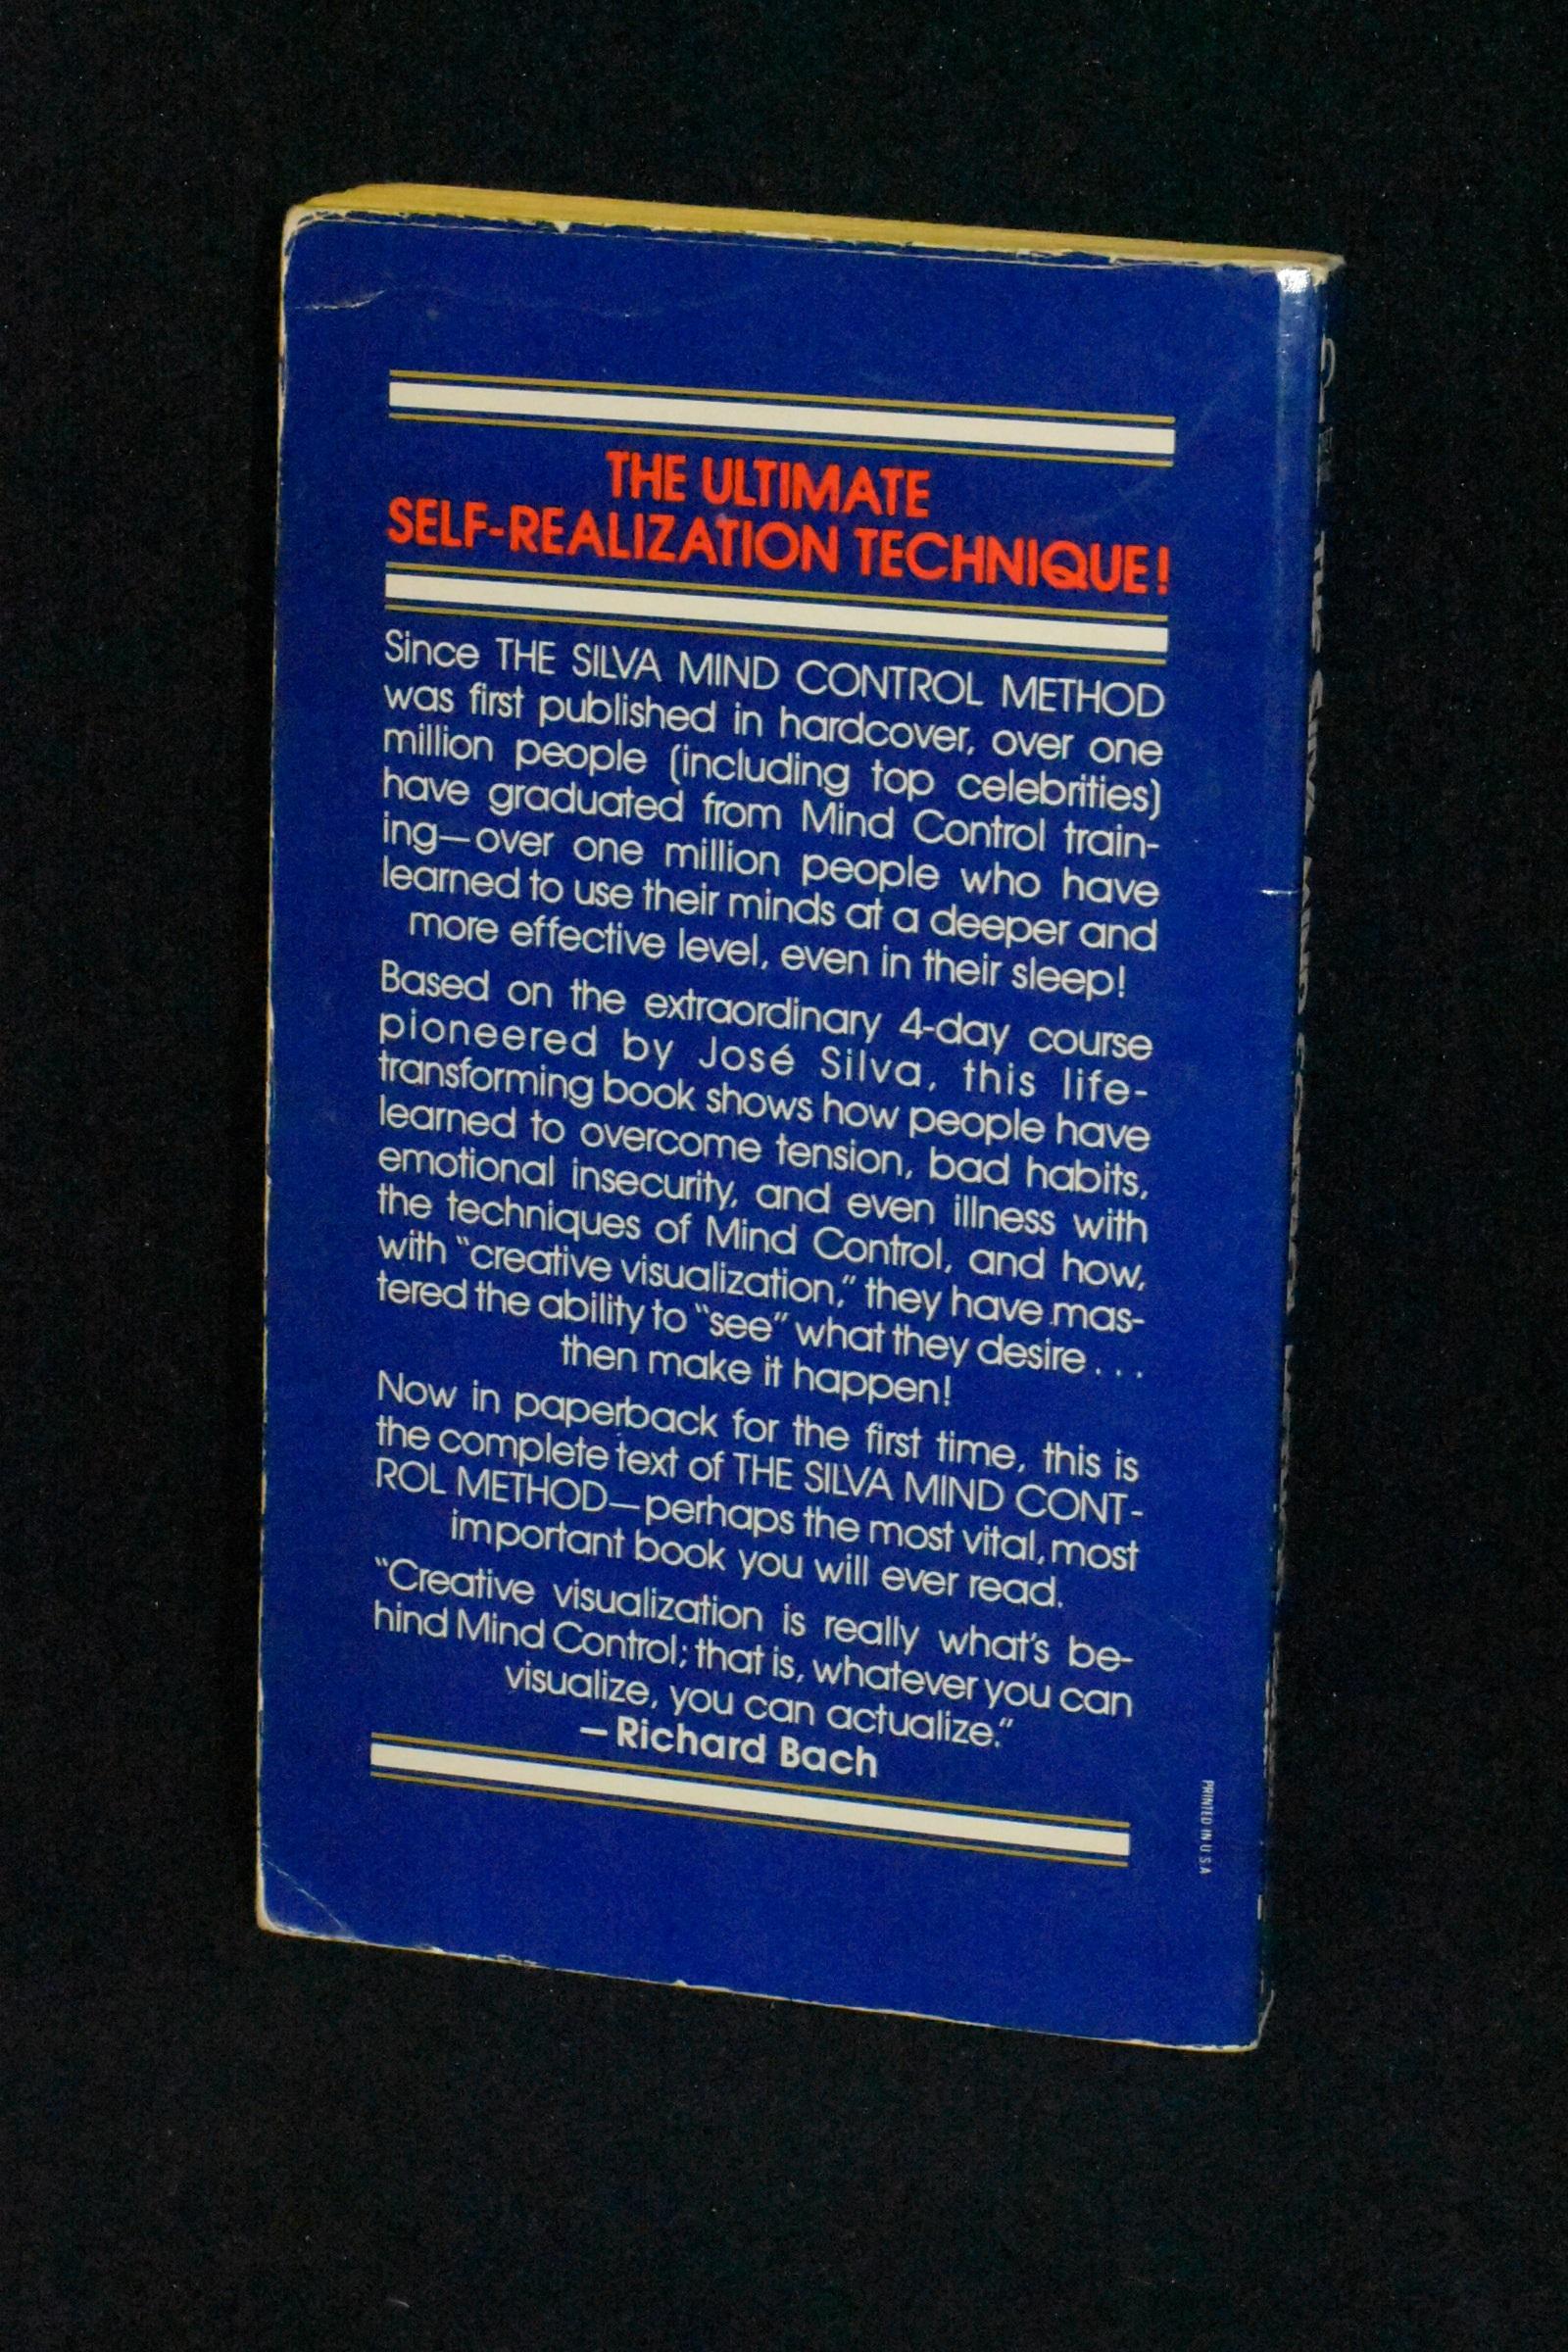 THE ULTIMATE
SELF-REALIZATION TECHNIQUE!
Since THE SILVA MIND CONTROL METHOD
was first published in hardcover, over one
million people (including top celebrities)
have graduated from Mind Control train-
ing—over one million people who have
learned to use their minds at a deeper and
more effective level, even in their sleep!
Based on the extraordinary 4-day course
pioneered by José Silva, this life-
transforming book shows how people have
learned to overcome tension, bad habits,
emotional insecurity, and even illness with
the techniques of Mind Control, and how,
with "creative visualization," they have mas-
tered the ability to "see" what they desire . . .
then make it happen!
Now in paperback for the first time, this is
the complete text of THE SILVA MIND CONT-
ROL METHOD—perhaps the most vital, most
important book you will ever read.
"Creative visualization is really what's be-
hind Mind Control; that is, whatever you can
visualize, you can actualize."
—Richard Bach
PRINTED IN U S A
THE SILVA MIND CONTROL